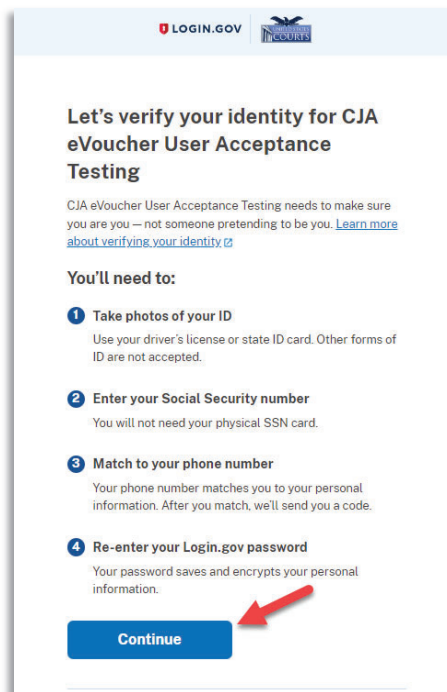 LOGIN.GOV
UNITED STATES
COURTS
Let's verify your identity for CJA
eVoucher User Acceptance
Testing
CJA eVoucher User Acceptance Testing needs to make sure
you are you — not someone pretending to be you. Learn more
about verifying your identity
You'll need to:
1 Take photos of your ID
Use your driver's license or state ID card. Other forms of
ID are not accepted.
2 Enter your Social Security number
You will not need your physical SSN card.
3 Match to your phone number
Your phone number matches you to your personal
information. After you match, we'll send you a code.
4 Re-enter your Login.gov password
Your password saves and encrypts your personal
information.
Continue